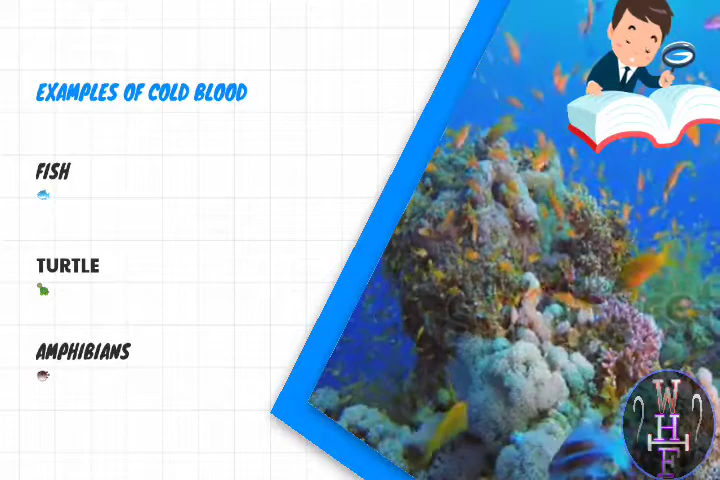 EXAMPLES OF COLD BLOOD
FISH
TURTLE
AMPHIBIANS
W
H
F